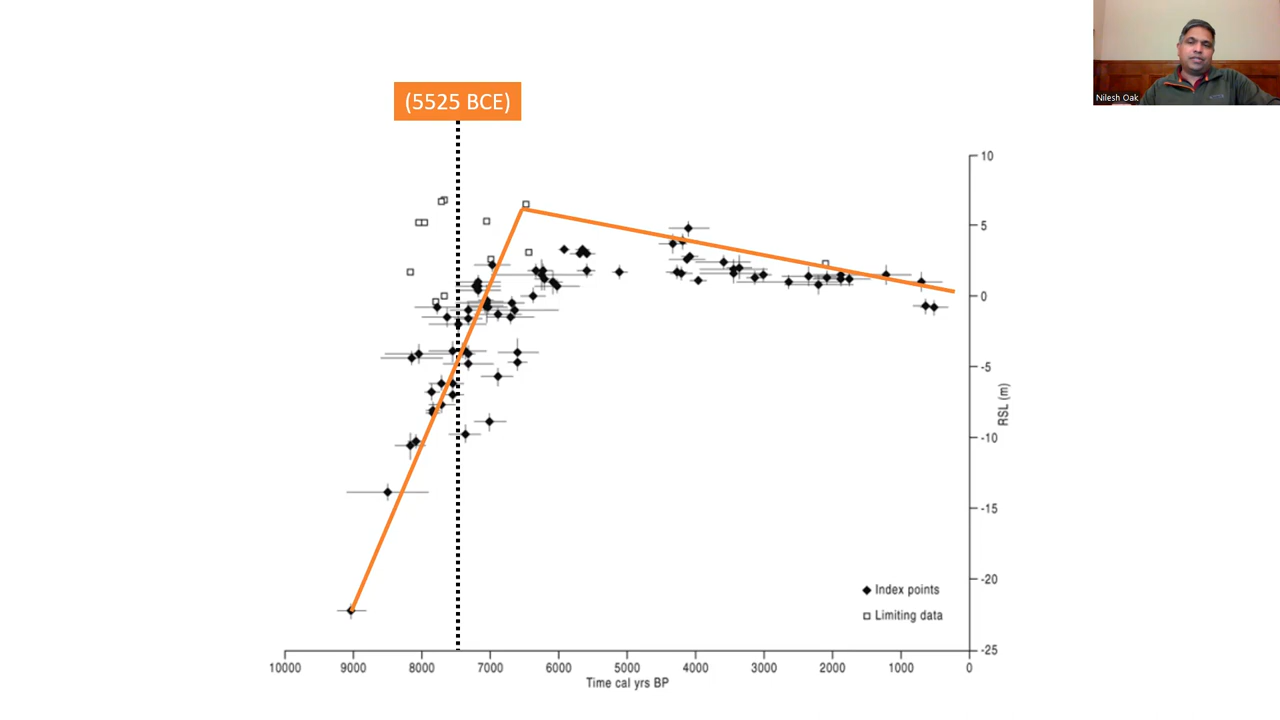 Nilesh Oak
(5525 BCE)
10
5
0
-5
-10
-15
-20
-25
RSL (m)
Index points
Limiting data
10000 9000 8000 7000 6000 5000 4000 3000 2000 1000 0
Time cal yrs BP